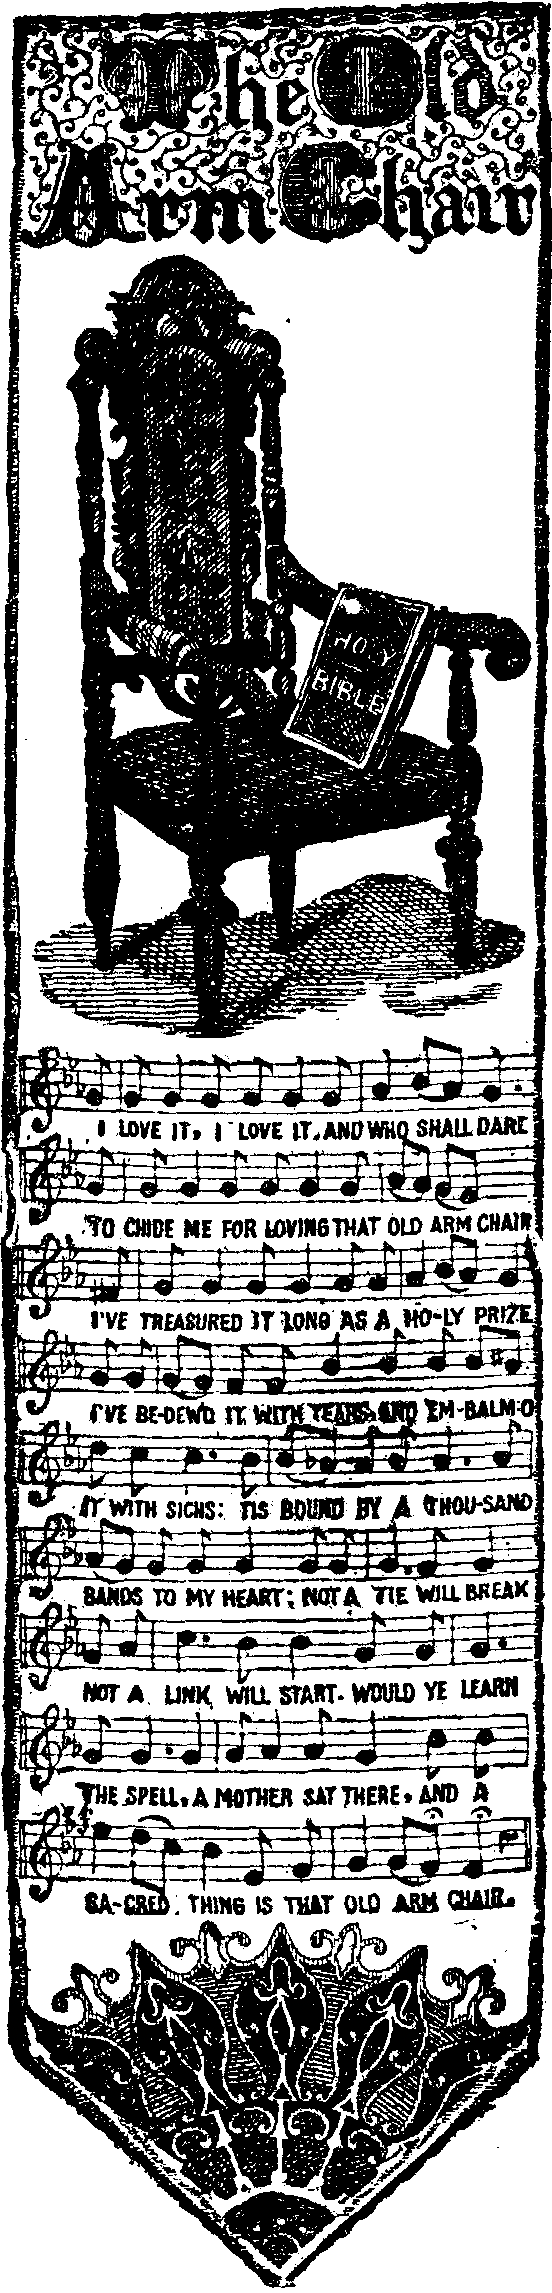 The Old
Arm Chair
HOLY
BIBLE
I LOVE IT, I LOVE IT, AND WHO SHALL DARE
TO CHIDE ME FOR LOVING THAT OLD ARM CHAIR
I'VE TREASURED IT LONG AS A HO-LY PRIZE
I'VE BE-DEW'D IT WITH TEARS, AND EM-BALM-D
IT WITH SIGHS: TIS BOUND BY A THOU-SAND
BANDS TO MY HEART; NOT A TIE WILL BREAK
NOT A LINK WILL START. WOULD YE LEARN
THE SPELL, A MOTHER SAT THERE, AND A
SA-CRED THING IS THAT OLD ARM CHAIR.